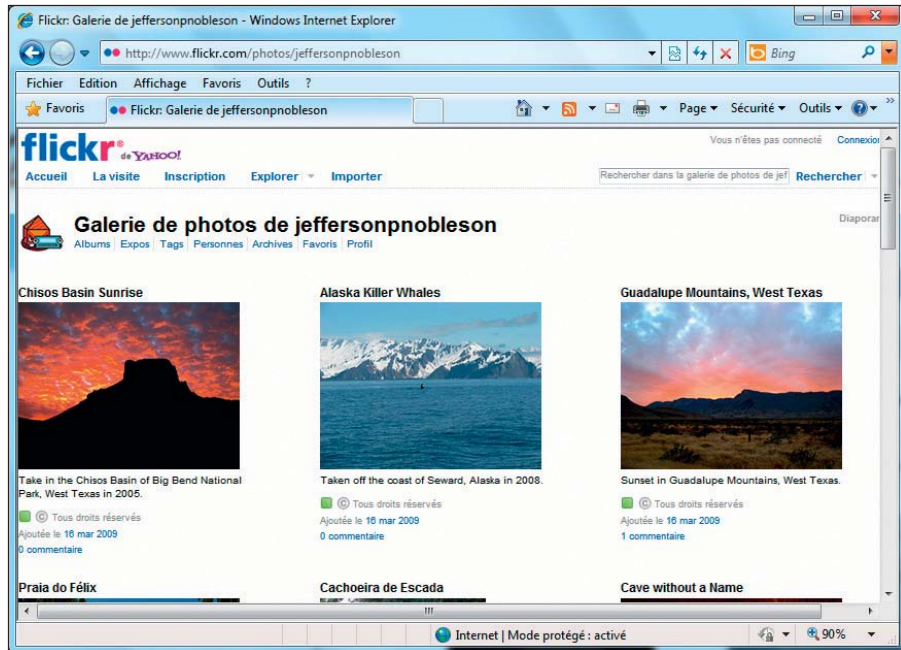 Flickr: Galerie de jeffersonpnobleson - Windows Internet Explorer
http://www.flickr.com/photos/jeffersonpnobleson
Bing
Fichier Edition Affichage Favoris Outils ?
Favoris Flickr: Galerie de jeffersonpnobleson Page Sécurité Outils
flickr de YAHOO!
Vous n'êtes pas connecté Connexion
Accueil La visite Inscription Explorer Importer
Rechercher dans la galerie de photos de jef Rechercher
Galerie de photos de jeffersonpnobleson
Diaporar
Albums Expos Tags Personnes Archives Favoris Profil
Chisos Basin Sunrise Alaska Killer Whales Guadalupe Mountains, West Texas
Take in the Chisos Basin of Big Bend National
Park, West Texas in 2005.
© Tous droits réservés
Ajoutée le 16 mar 2009
0 commentaire
Taken off the coast of Seward, Alaska in 2008.
© Tous droits réservés
Ajoutée le 16 mar 2009
0 commentaire
Sunset in Guadalupe Mountains, West Texas.
© Tous droits réservés
Ajoutée le 16 mar 2009
1 commentaire
Praia do Félix Cachoeira de Escada Cave without a Name
Internet | Mode protégé : activé 90%